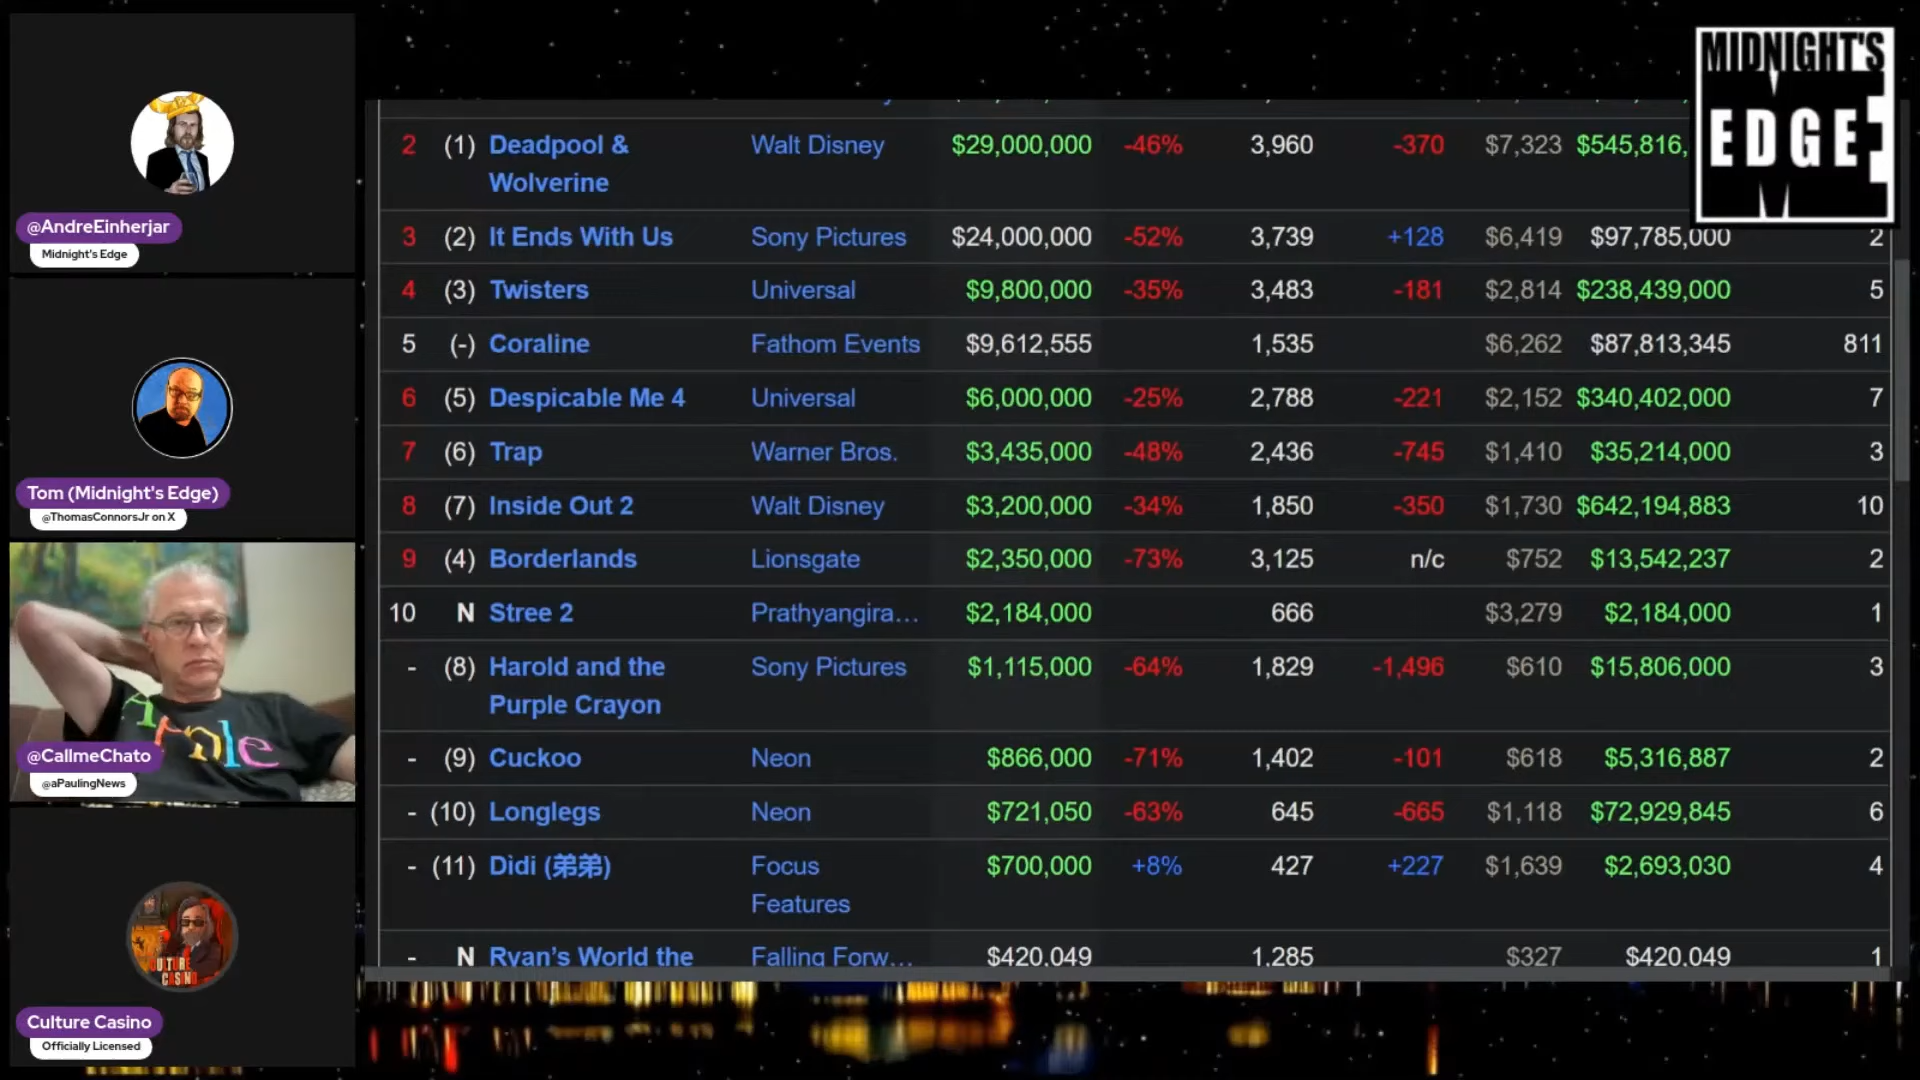 MIDNIGHT'S
EDGE
2 (1) Deadpool & Walt Disney $29,000,000 -46% 3,960 -370 $7,323 $545,816,
Wolverine
3 (2) It Ends With Us Sony Pictures $24,000,000 -52% 3,739 +128 $6,419 $97,785,000 2
4 (3) Twisters Universal $9,800,000 -35% 3,483 -181 $2,814 $238,439,000 5
5 (-) Coraline Fathom Events $9,612,555 1,535 $6,262 $87,813,345 811
6 (5) Despicable Me 4 Universal $6,000,000 -25% 2,788 -221 $2,152 $340,402,000 7
7 (6) Trap Warner Bros. $3,435,000 -48% 2,436 -745 $1,410 $35,214,000 3
8 (7) Inside Out 2 Walt Disney $3,200,000 -34% 1,850 -350 $1,730 $642,194,883 10
9 (4) Borderlands Lionsgate $2,350,000 -73% 3,125 n/c $752 $13,542,237 2
10 N Stree 2 Prathyangira… $2,184,000 666 $3,279 $2,184,000 1
- (8) Harold and the Sony Pictures $1,115,000 -64% 1,829 -1,496 $610 $15,806,000 3
Purple Crayon
- (9) Cuckoo Neon $866,000 -71% 1,402 -101 $618 $5,316,887 2
- (10) Longlegs Neon $721,050 -63% 645 -665 $1,118 $72,929,845 6
- (11) Dìdi (弟弟) Focus $700,000 +8% 427 +227 $1,639 $2,693,030 4
Features
- N Ryan's World the Falling Forw… $420,049 1,285 $327 $420,049 1
@AndreEinherjar
Midnight's Edge
Tom (Midnight's Edge)
@ThomasConnorsJr on X
@CallmeChato
@aPaulingNews
CULTURE
CASINO
Culture Casino
Officially Licensed